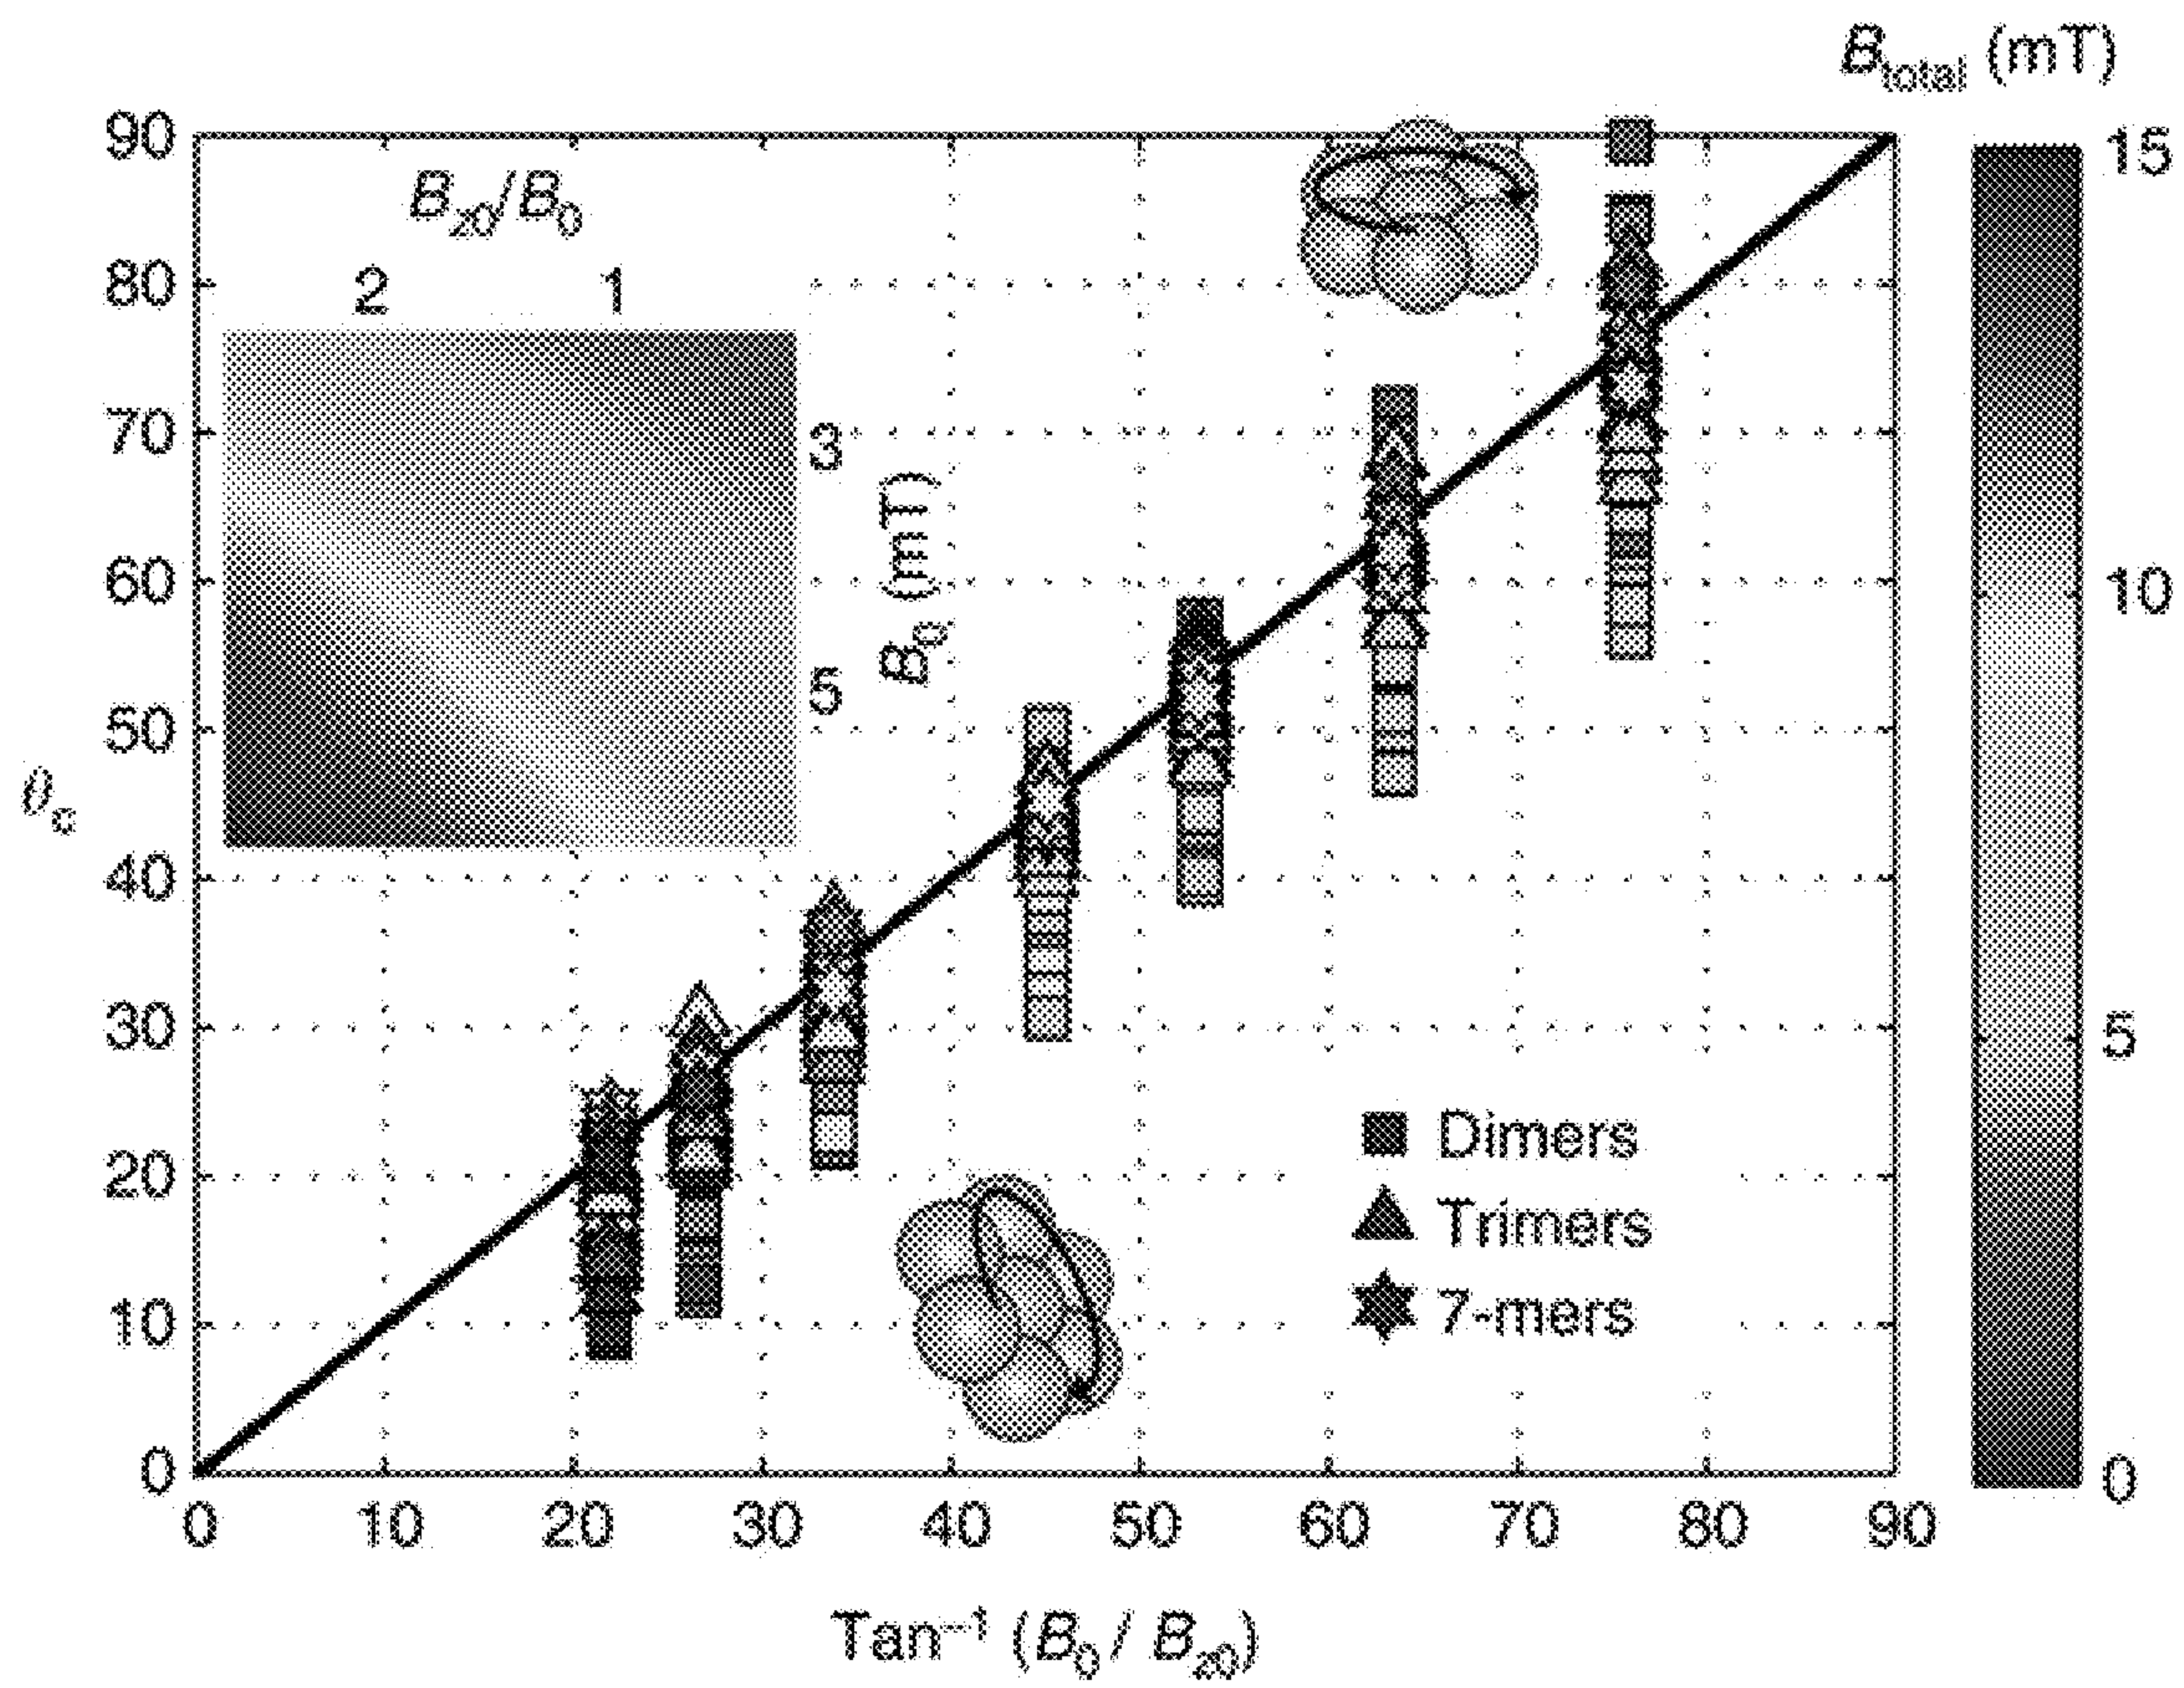 B_total (mT)
90
80
70
60
50
40
30
20
10
0
θ_c
B_z0/B_0
2 1
3
5
B_0 (mT)
Dimers
Trimers
7-mers
15
10
5
0
0 10 20 30 40 50 60 70 80 90
Tan⁻¹ (B_0 / B_z0)